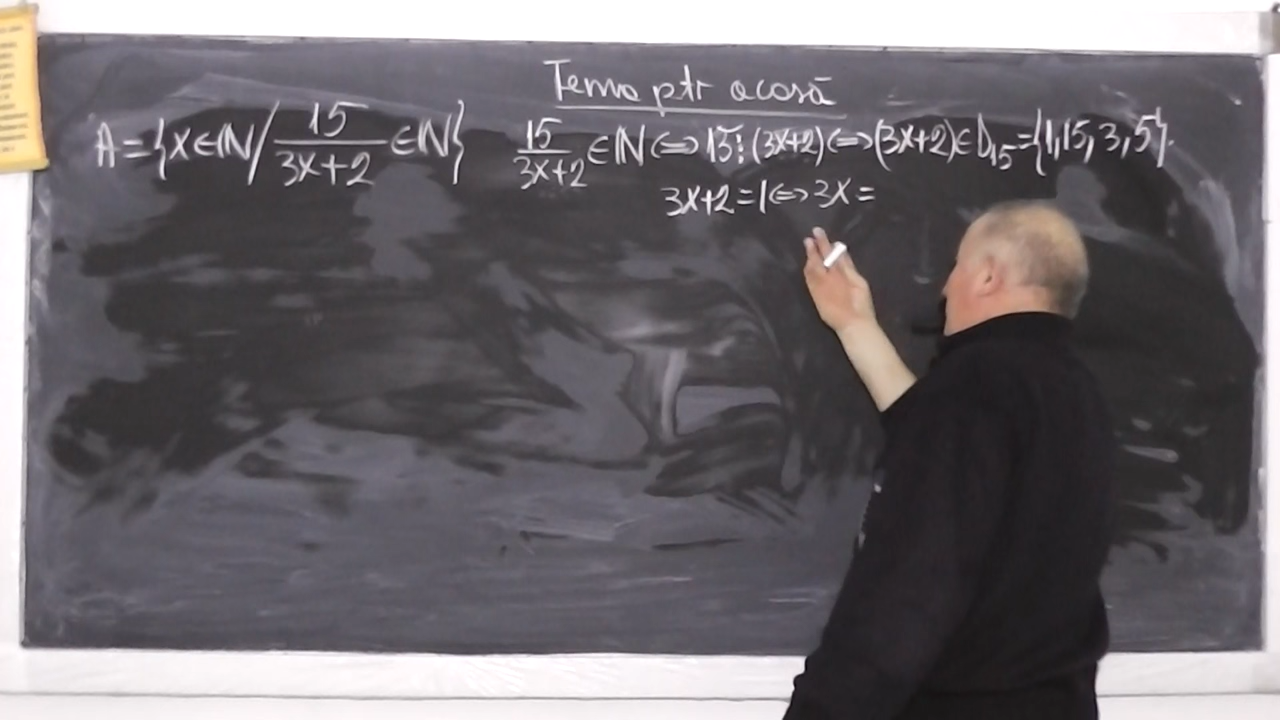 Tema ptr acasă
A={x∈ℕ/ 15/(3x+2) ∈ℕ} 15/(3x+2) ∈ℕ⇔15⋮(3x+2)⇔(3x+2)∈D₁₅={1,15,3,5}.
3x+2=1⇔3x=